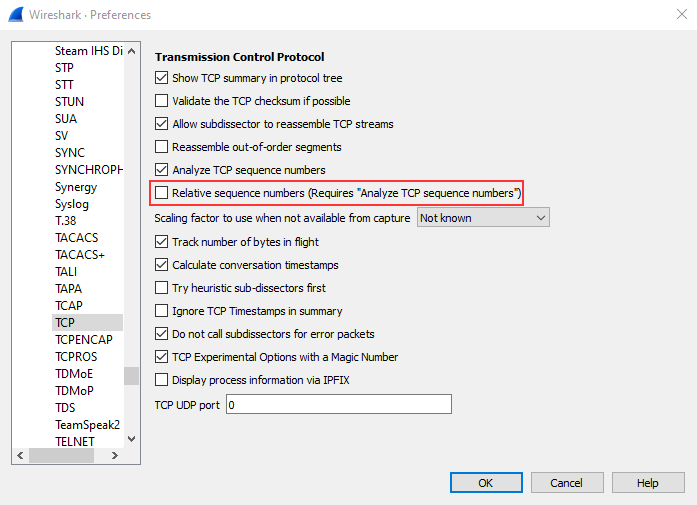 Wireshark · Preferences
Steam IHS Di
STP
STT
STUN
SUA
SV
SYNC
SYNCHROPH
Synergy
Syslog
T.38
TACACS
TACACS+
TALI
TAPA
TCAP
TCP
TCPENCAP
TCPROS
TDMoE
TDMoP
TDS
TeamSpeak2
TELNET
Transmission Control Protocol
Show TCP summary in protocol tree
Validate the TCP checksum if possible
Allow subdissector to reassemble TCP streams
Reassemble out-of-order segments
Analyze TCP sequence numbers
Relative sequence numbers (Requires "Analyze TCP sequence numbers")
Scaling factor to use when not available from capture Not known
Track number of bytes in flight
Calculate conversation timestamps
Try heuristic sub-dissectors first
Ignore TCP Timestamps in summary
Do not call subdissectors for error packets
TCP Experimental Options with a Magic Number
Display process information via IPFIX
TCP UDP port 0
OK Cancel Help